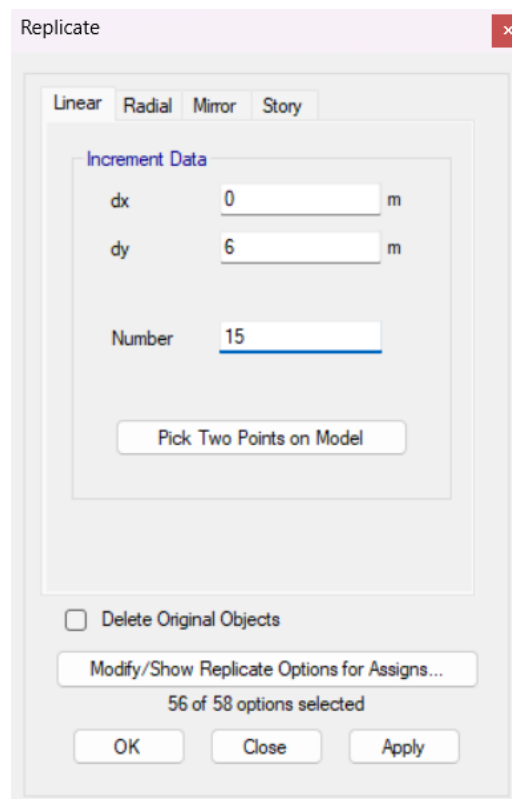 Replicate
Linear Radial Mirror Story
Increment Data
dx 0 m
dy 6 m
Number 15
Pick Two Points on Model
Delete Original Objects
Modify/Show Replicate Options for Assigns...
56 of 58 options selected
OK Close Apply